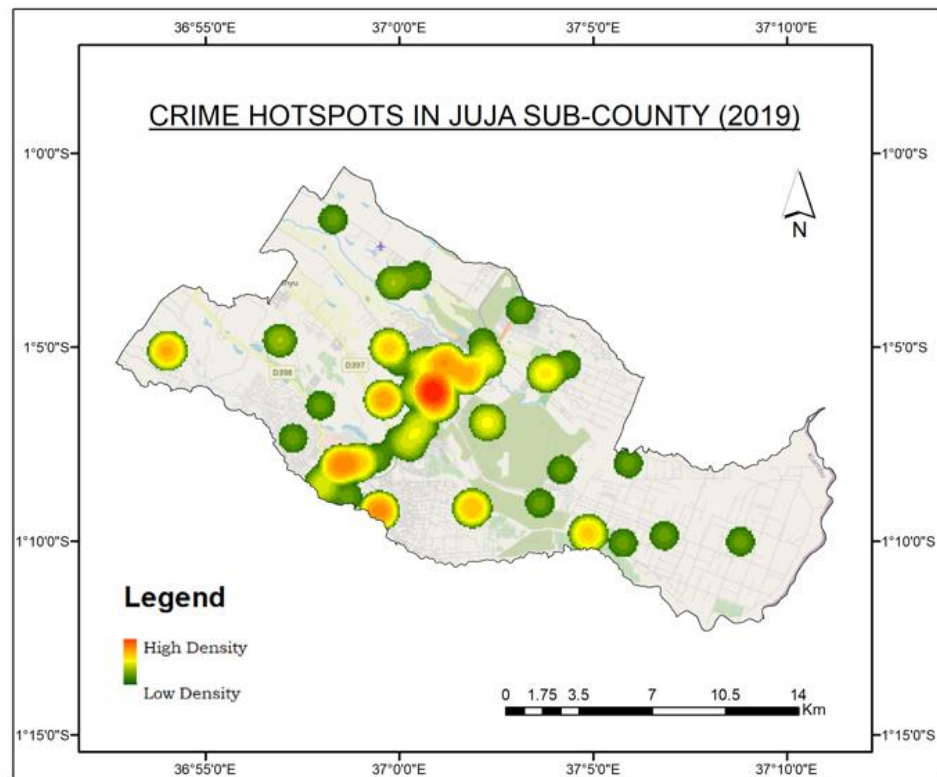 36°55'0"E 37°0'0"E 37°5'0"E 37°10'0"E
CRIME HOTSPOTS IN JUJA SUB-COUNTY (2019)
1°0'0"S 1°0'0"S
N
1°5'0"S 1°5'0"S
D398 D397
1°10'0"S 1°10'0"S
Legend
High Density
Low Density
0 1.75 3.5 7 10.5 14
Km
1°15'0"S 1°15'0"S
36°55'0"E 37°0'0"E 37°5'0"E 37°10'0"E